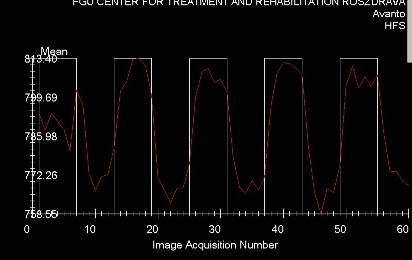 FGU CENTER FOR TREATMENT AND REHABILITATION ROSZDRAVA
Avanto
HFS
Mean
813.40
799.69
785.98
772.26
758.55
0 10 20 30 40 50 60
Image Acquisition Number